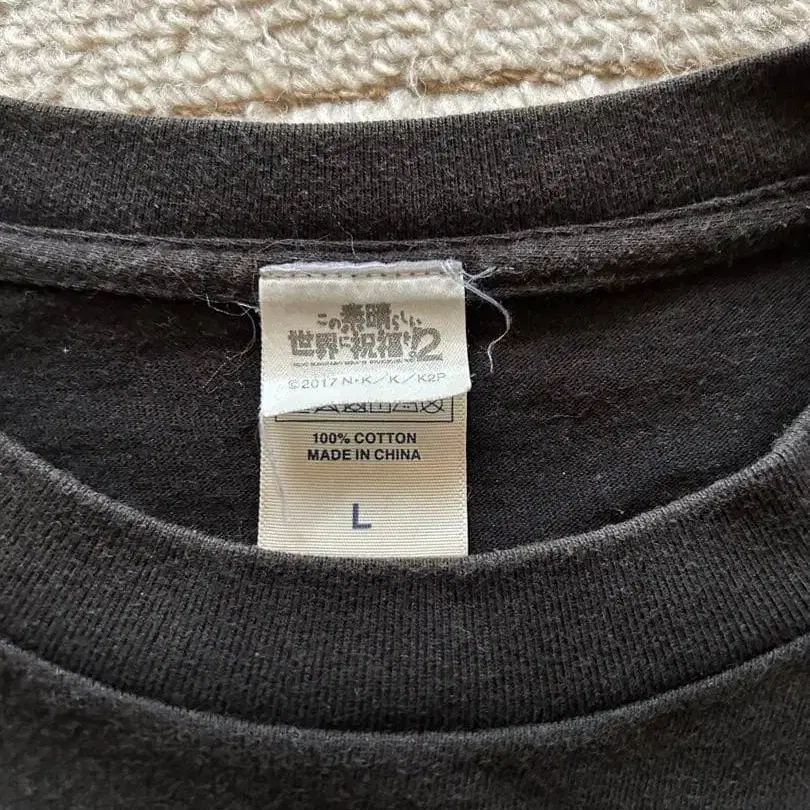 この素晴らしい
世界に祝福を!2
©2017 N・K/K/K2P
100% COTTON
MADE IN CHINA
L